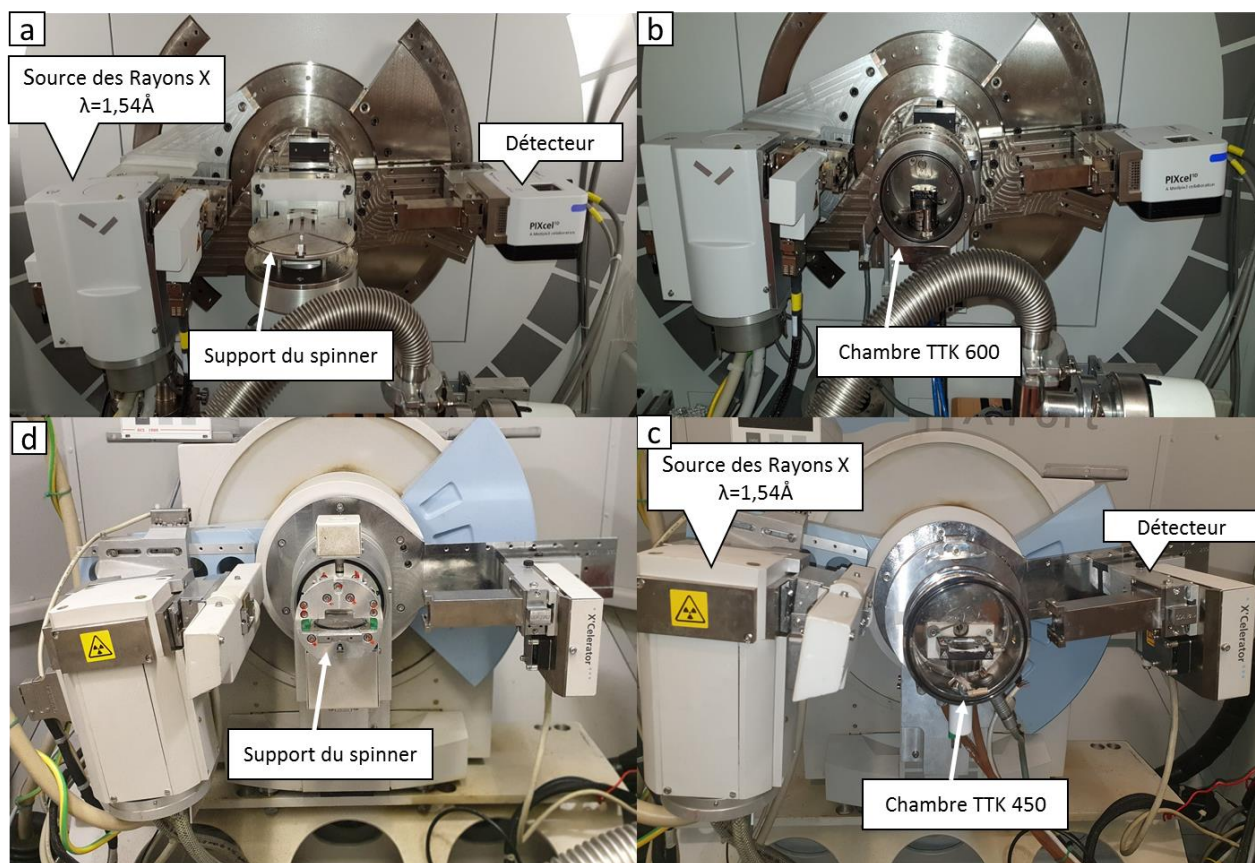 a
Source des Rayons X
λ=1,54Å
Détecteur
PIXcel
Support du spinner
b
PIXcel
Chambre TTK 600
d
X'Celerator
Support du spinner
c
Source des Rayons X
λ=1,54Å
Détecteur
X'Celerator
Chambre TTK 450